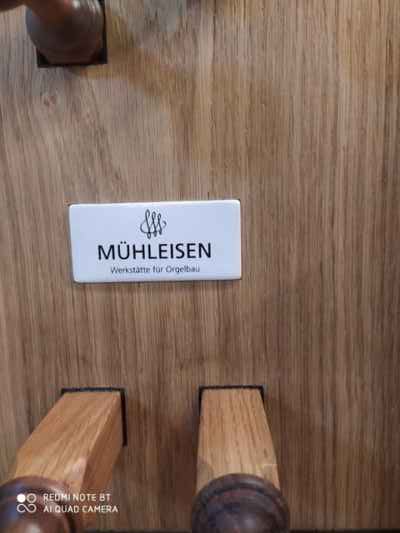 MÜHLEISEN
Werkstätte für Orgelbau
REDMI NOTE 8T
AI QUAD CAMERA